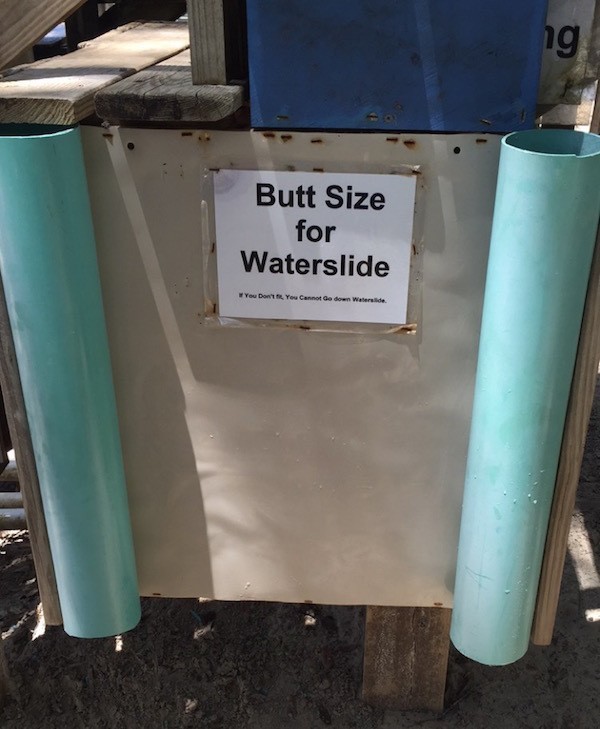 ng
Butt Size
for
Waterslide
If You Don't fit, You Cannot Go down Waterslide.